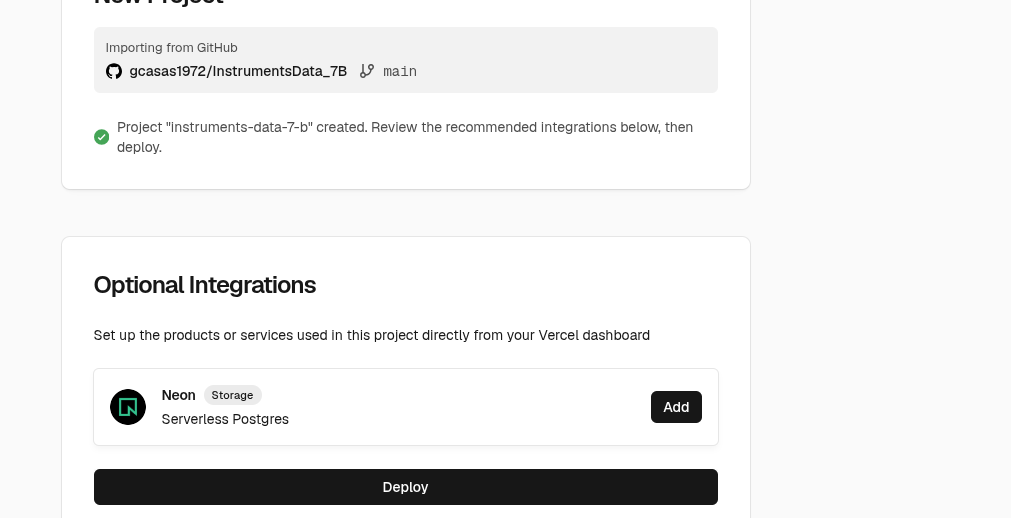 New Project
Importing from GitHub
gcasas1972/InstrumentsData_7B main
Project "instruments-data-7-b" created. Review the recommended integrations below, then
deploy.
Optional Integrations
Set up the products or services used in this project directly from your Vercel dashboard
Neon Storage
Serverless Postgres
Add
Deploy